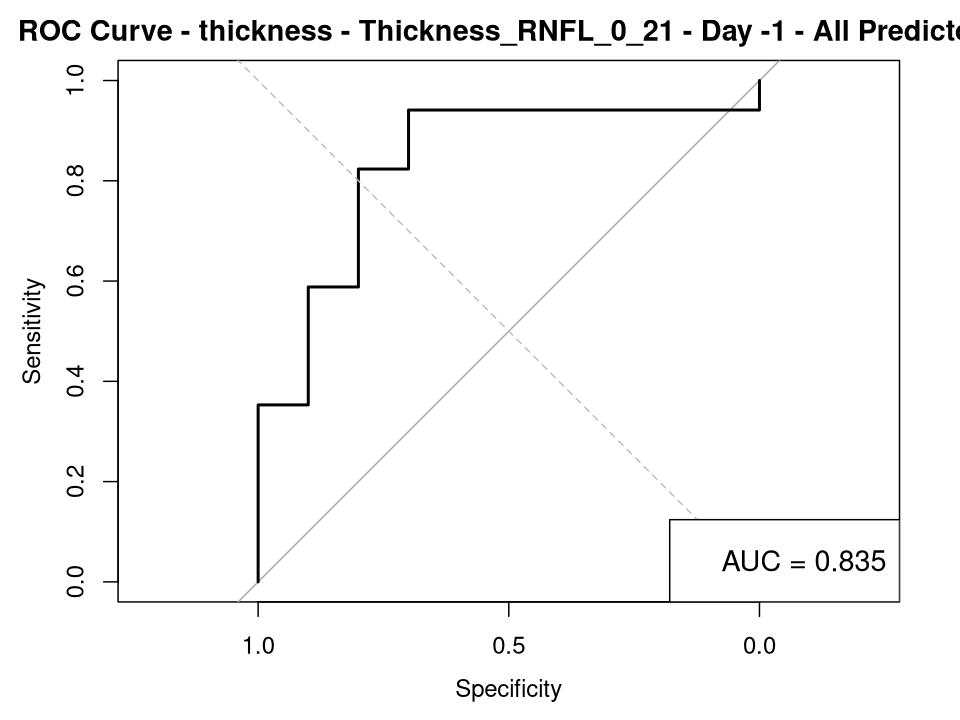 ROC Curve - thickness - Thickness_RNFL_0_21 - Day -1 - All Predicto
1.0
0.8
0.6
0.4
0.2
0.0
Sensitivity
AUC = 0.835
1.0 0.5 0.0
Specificity